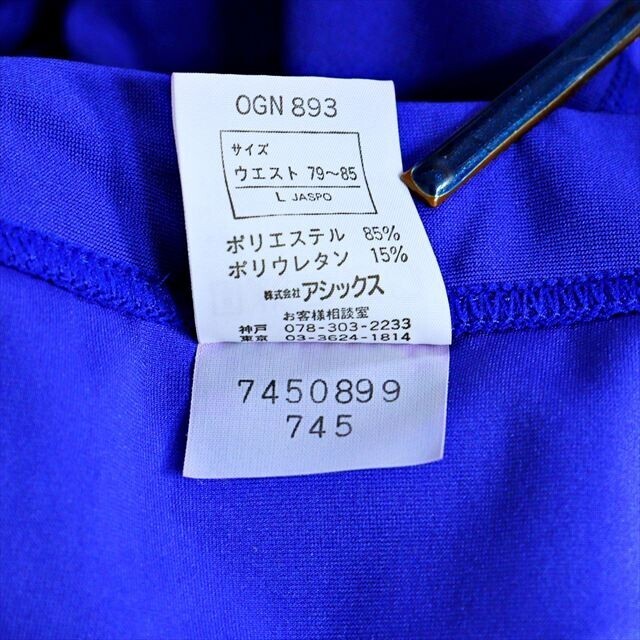 OGN 893
サイズ
ウエスト 79〜85
L JASPO
ポリエステル 85%
ポリウレタン 15%
株式会社アシックス
お客様相談室
神戸 078-303-2233
東京 03-3624-1814
7450899
745